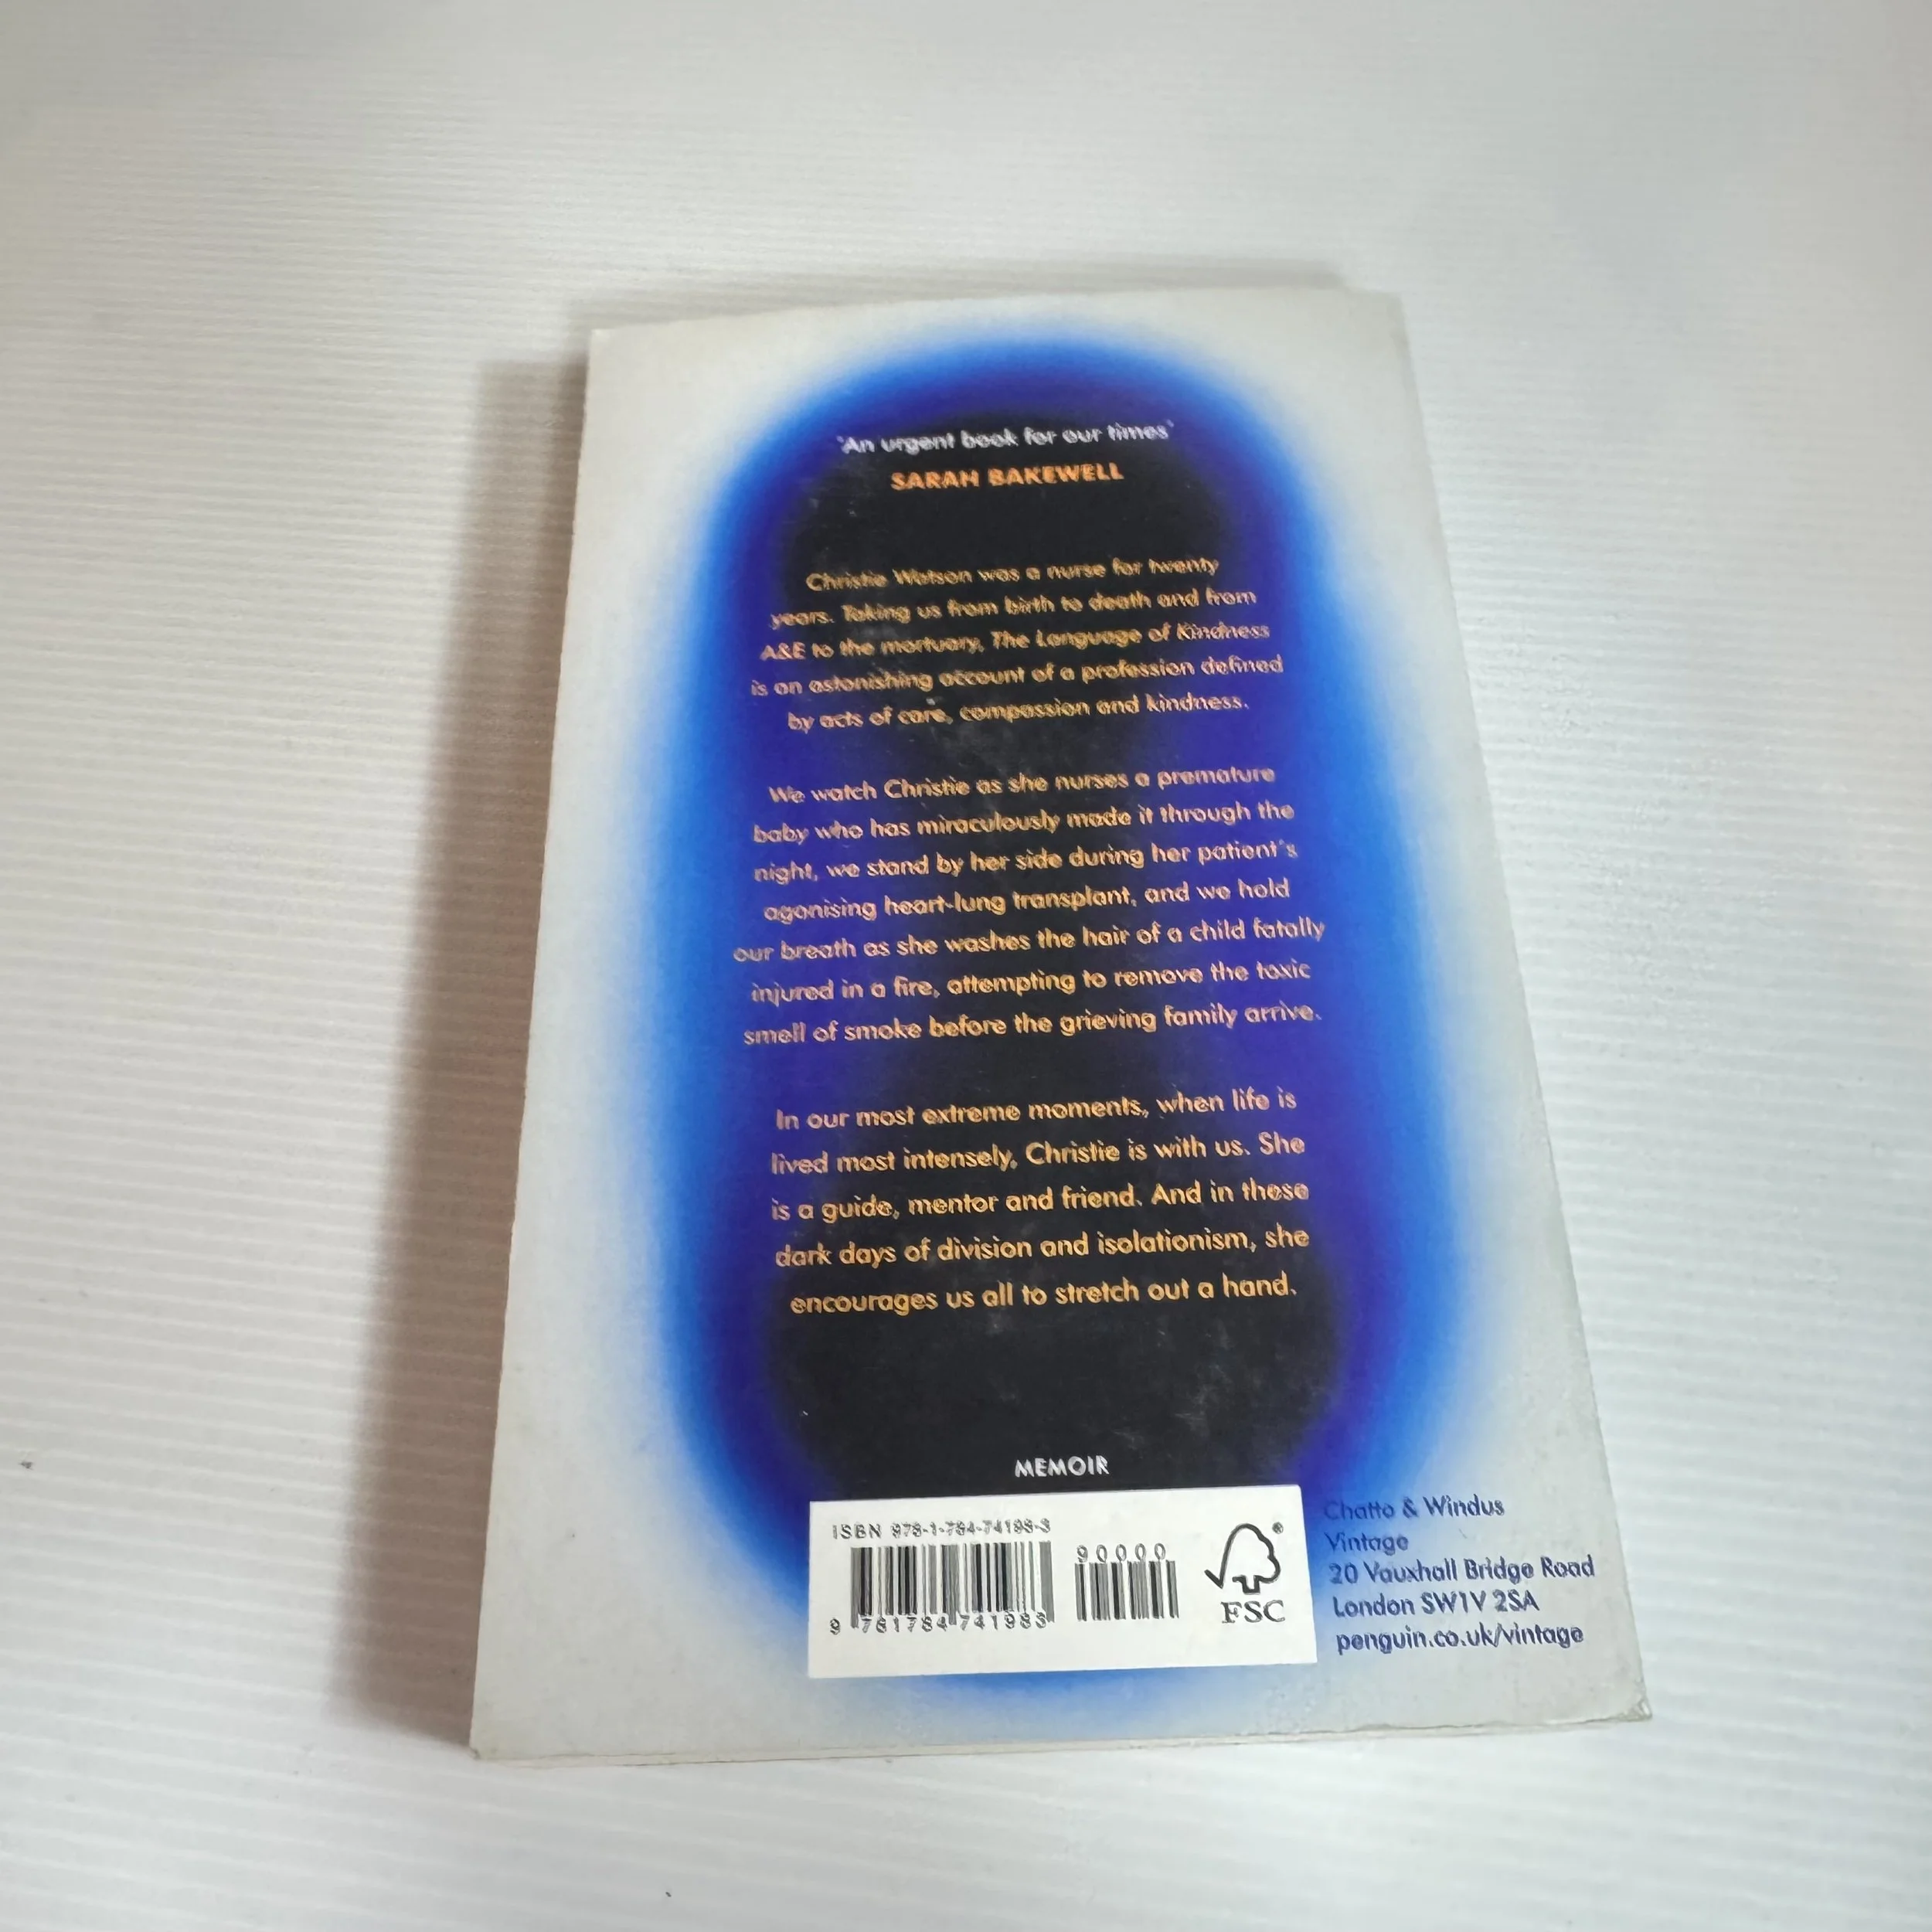 'An urgent book for our times'
SARAH BAKEWELL
Christie Watson was a nurse for twenty
years. Taking us from birth to death and from
A&E to the mortuary, The Language of Kindness
is an astonishing account of a profession defined
by acts of care, compassion and kindness.
We watch Christie as she nurses a premature
baby who has miraculously made it through the
night, we stand by her side during her patient's
agonising heart-lung transplant, and we hold
our breath as she washes the hair of a child fatally
injured in a fire, attempting to remove the toxic
smell of smoke before the grieving family arrive.
In our most extreme moments, when life is
lived most intensely, Christie is with us. She
is a guide, mentor and friend. And in these
dark days of division and isolationism, she
encourages us all to stretch out a hand.
MEMOIR
ISBN 978-1-784-74198-3
90000
9 781784 741983
FSC
Chatto & Windus
Vintage
20 Vauxhall Bridge Road
London SW1V 2SA
penguin.co.uk/vintage